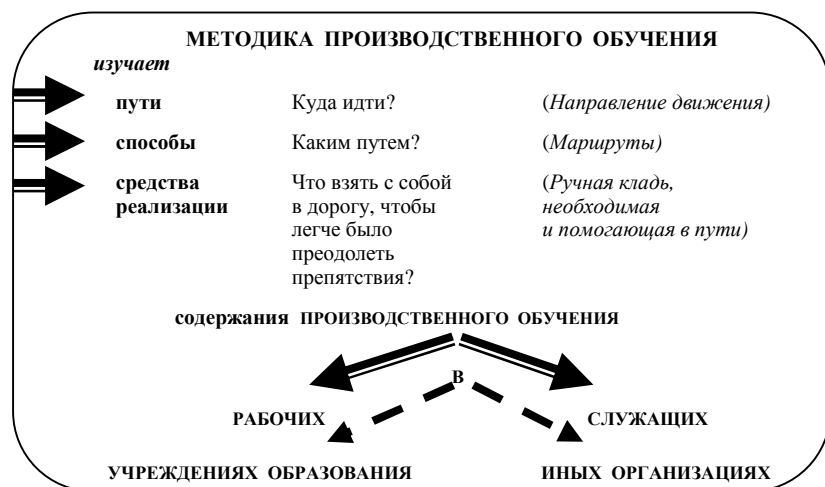 МЕТОДИКА ПРОИЗВОДСТВЕННОГО ОБУЧЕНИЯ
изучает
пути Куда идти? (Направление движения)
способы Каким путем? (Маршруты)
средства Что взять с собой (Ручная кладь,
реализации в дорогу, чтобы необходимая
легче было и помогающая в пути)
преодолеть
препятствия?
содержания ПРОИЗВОДСТВЕННОГО ОБУЧЕНИЯ
В
РАБОЧИХ СЛУЖАЩИХ
УЧРЕЖДЕНИЯХ ОБРАЗОВАНИЯ ИНЫХ ОРГАНИЗАЦИЯХ